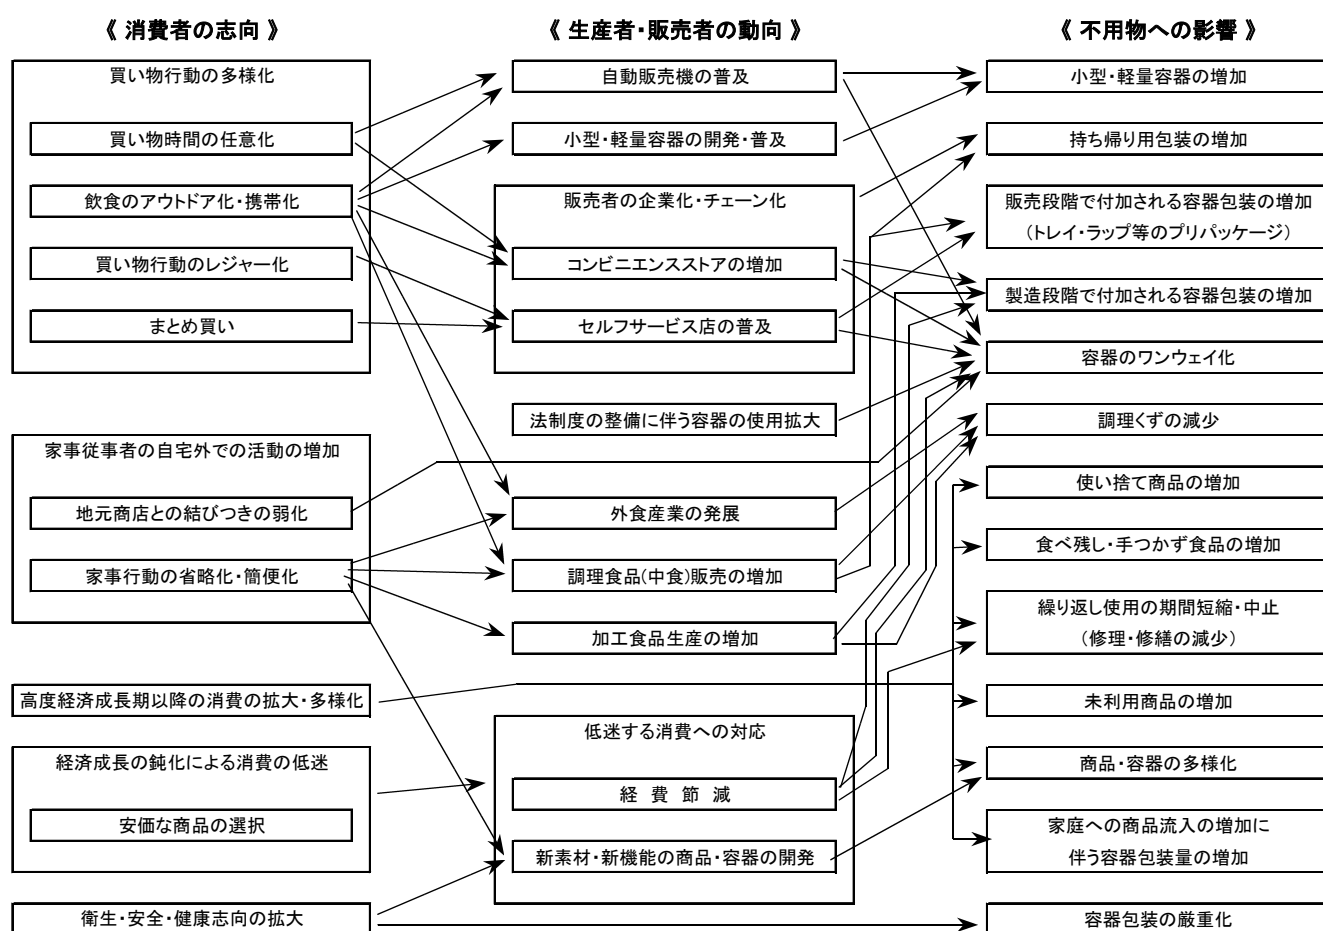 《 消費者の志向 》
買い物行動の多様化
買い物時間の任意化
飲食のアウトドア化・携帯化
買い物行動のレジャー化
まとめ買い
家事従事者の自宅外での活動の増加
地元商店との結びつきの弱化
家事行動の省略化・簡便化
高度経済成長期以降の消費の拡大・多様化
経済成長の鈍化による消費の低迷
安価な商品の選択
衛生・安全・健康志向の拡大
《 生産者・販売者の動向 》
自動販売機の普及
小型・軽量容器の開発・普及
販売者の企業化・チェーン化
コンビニエンスストアの増加
セルフサービス店の普及
法制度の整備に伴う容器の使用拡大
外食産業の発展
調理食品(中食)販売の増加
加工食品生産の増加
低迷する消費への対応
経 費 節 減
新素材・新機能の商品・容器の開発
《 不用物への影響 》
小型・軽量容器の増加
持ち帰り用包装の増加
販売段階で付加される容器包装の増加
(トレイ・ラップ等のプリパッケージ)
製造段階で付加される容器包装の増加
容器のワンウェイ化
調理くずの減少
使い捨て商品の増加
食べ残し・手つかず食品の増加
繰り返し使用の期間短縮・中止
(修理・修繕の減少)
未利用商品の増加
商品・容器の多様化
家庭への商品流入の増加に
伴う容器包装量の増加
容器包装の厳重化